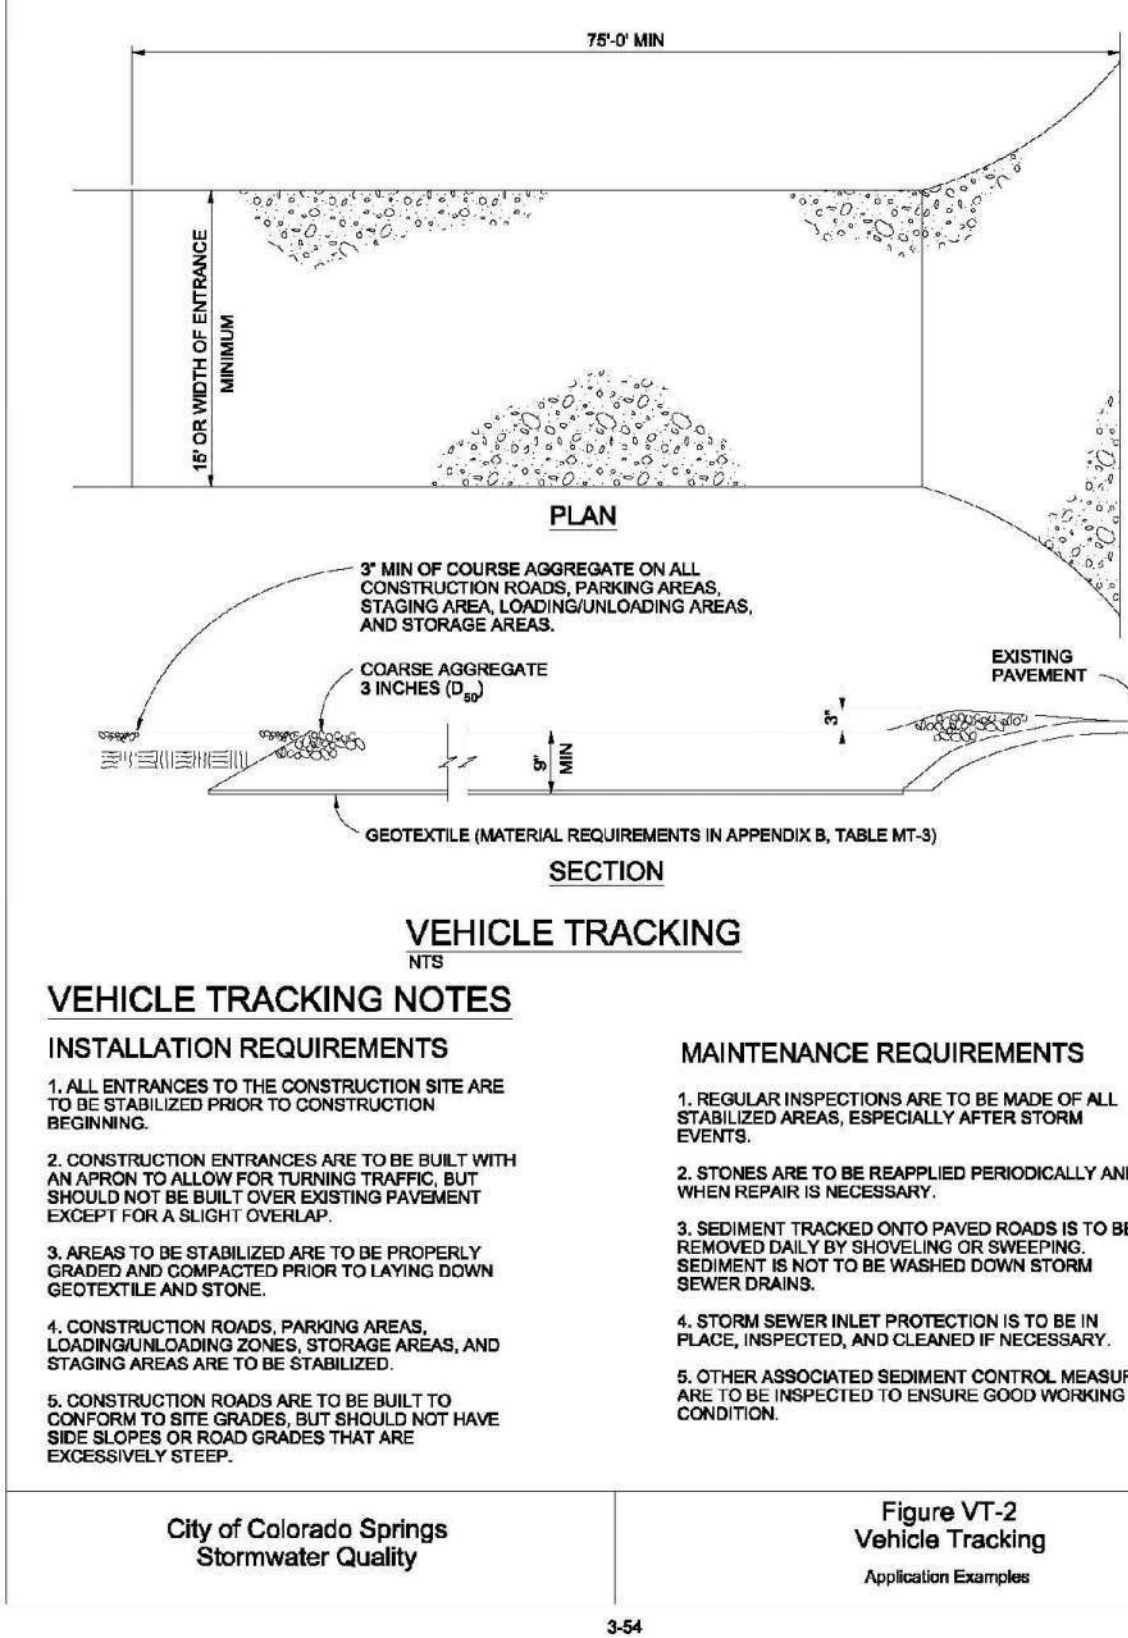 75'-0' MIN
15' OR WIDTH OF ENTRANCE
MINIMUM
PLAN
3" MIN OF COURSE AGGREGATE ON ALL
CONSTRUCTION ROADS, PARKING AREAS,
STAGING AREA, LOADING/UNLOADING AREAS,
AND STORAGE AREAS.
COARSE AGGREGATE
3 INCHES (D50)
EXISTING
PAVEMENT
3"
9"
MIN
GEOTEXTILE (MATERIAL REQUIREMENTS IN APPENDIX B, TABLE MT-3)
SECTION
VEHICLE TRACKING
NTS
VEHICLE TRACKING NOTES
INSTALLATION REQUIREMENTS
1. ALL ENTRANCES TO THE CONSTRUCTION SITE ARE
TO BE STABILIZED PRIOR TO CONSTRUCTION
BEGINNING.
2. CONSTRUCTION ENTRANCES ARE TO BE BUILT WITH
AN APRON TO ALLOW FOR TURNING TRAFFIC, BUT
SHOULD NOT BE BUILT OVER EXISTING PAVEMENT
EXCEPT FOR A SLIGHT OVERLAP.
3. AREAS TO BE STABILIZED ARE TO BE PROPERLY
GRADED AND COMPACTED PRIOR TO LAYING DOWN
GEOTEXTILE AND STONE.
4. CONSTRUCTION ROADS, PARKING AREAS,
LOADING/UNLOADING ZONES, STORAGE AREAS, AND
STAGING AREAS ARE TO BE STABILIZED.
5. CONSTRUCTION ROADS ARE TO BE BUILT TO
CONFORM TO SITE GRADES, BUT SHOULD NOT HAVE
SIDE SLOPES OR ROAD GRADES THAT ARE
EXCESSIVELY STEEP.
MAINTENANCE REQUIREMENTS
1. REGULAR INSPECTIONS ARE TO BE MADE OF ALL
STABILIZED AREAS, ESPECIALLY AFTER STORM
EVENTS.
2. STONES ARE TO BE REAPPLIED PERIODICALLY AN
WHEN REPAIR IS NECESSARY.
3. SEDIMENT TRACKED ONTO PAVED ROADS IS TO BE
REMOVED DAILY BY SHOVELING OR SWEEPING.
SEDIMENT IS NOT TO BE WASHED DOWN STORM
SEWER DRAINS.
4. STORM SEWER INLET PROTECTION IS TO BE IN
PLACE, INSPECTED, AND CLEANED IF NECESSARY.
5. OTHER ASSOCIATED SEDIMENT CONTROL MEASU
ARE TO BE INSPECTED TO ENSURE GOOD WORKING
CONDITION.
City of Colorado Springs
Stormwater Quality
Figure VT-2
Vehicle Tracking
Application Examples
3-54